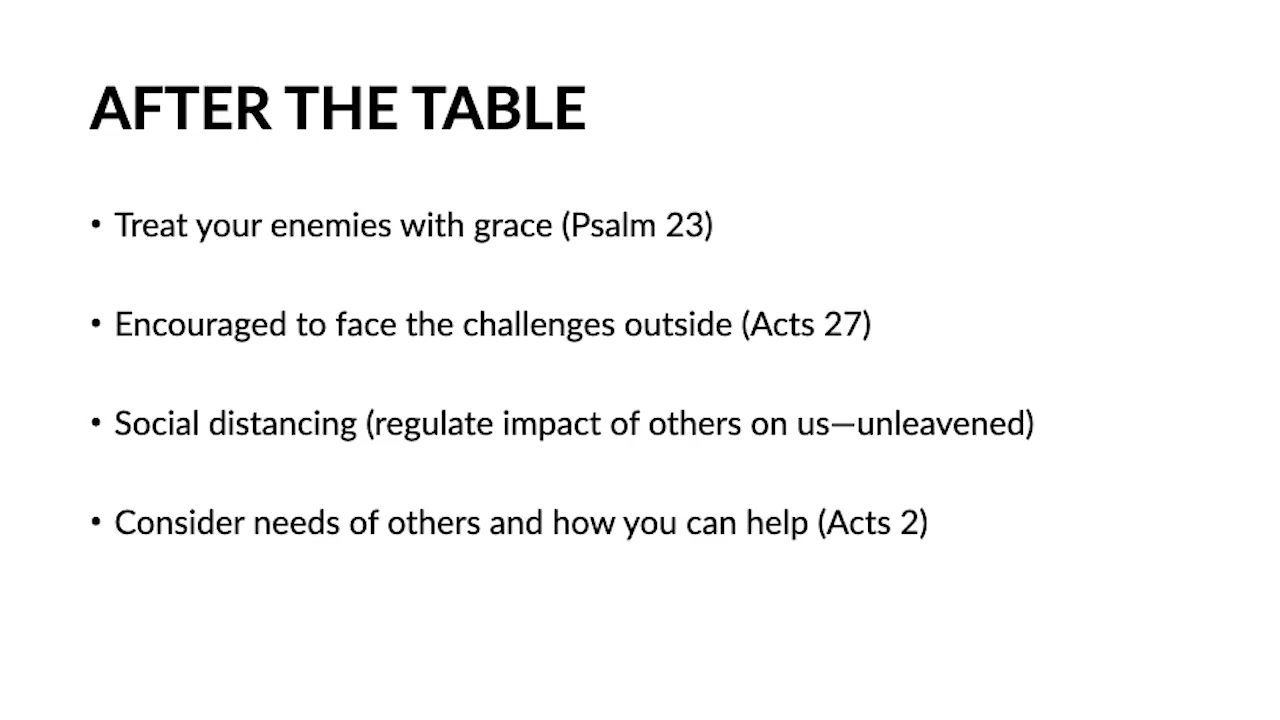 AFTER THE TABLE
• Treat your enemies with grace (Psalm 23)
• Encouraged to face the challenges outside (Acts 27)
• Social distancing (regulate impact of others on us—unleavened)
• Consider needs of others and how you can help (Acts 2)